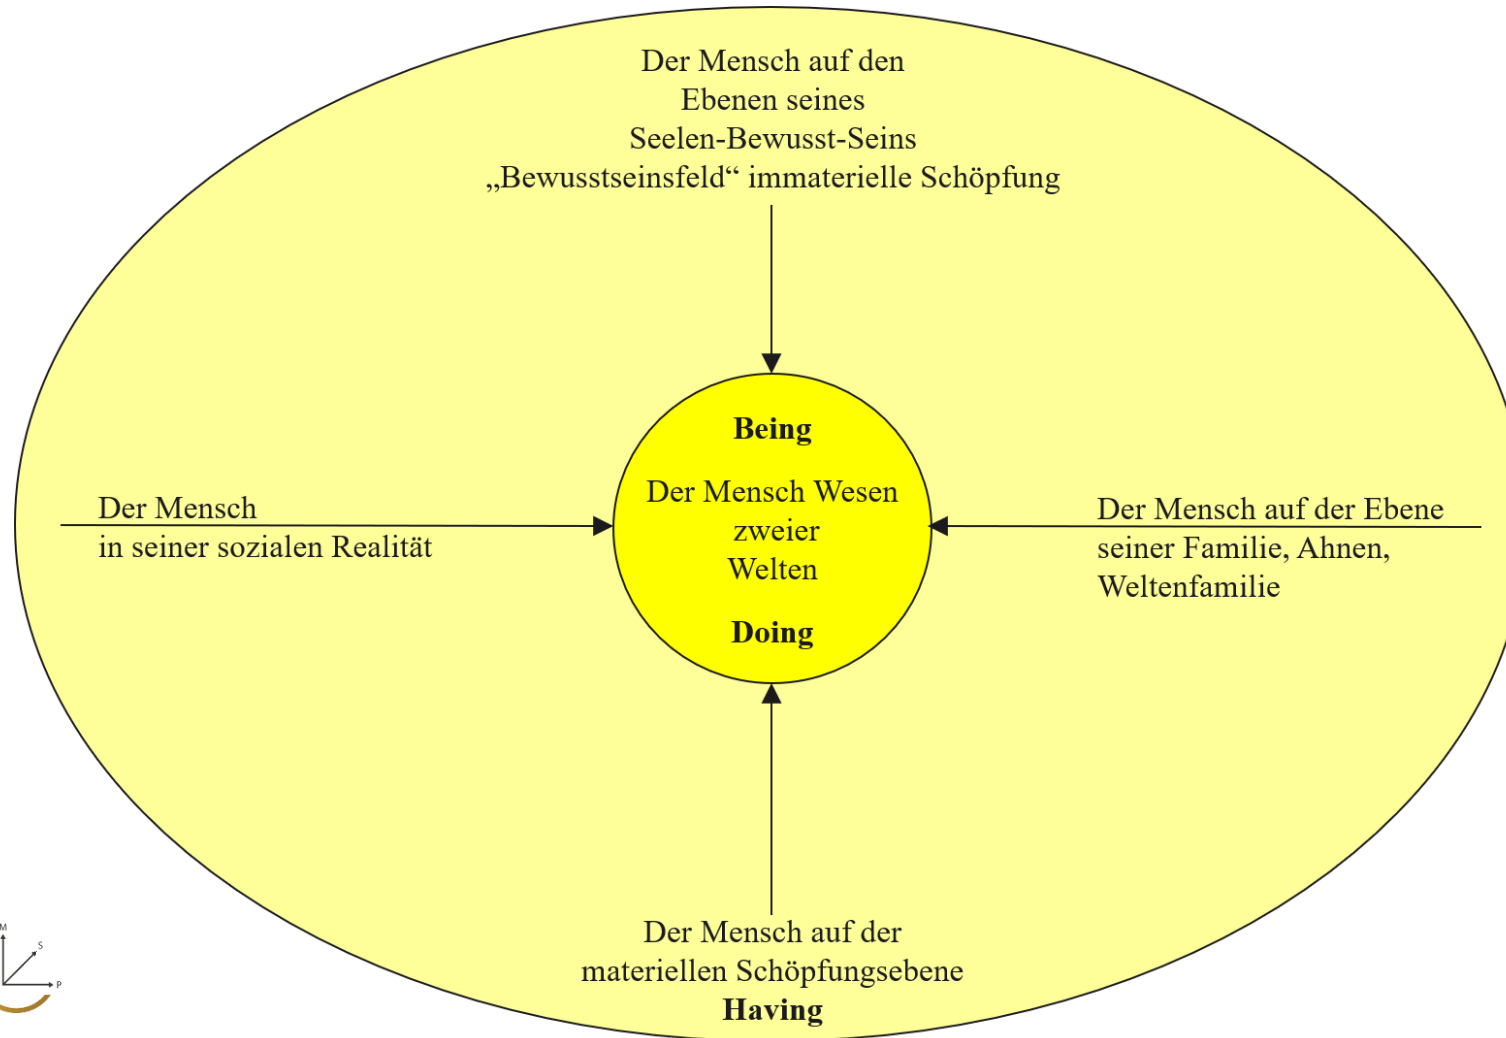 Der Mensch auf den
Ebenen seines
Seelen-Bewusst-Seins
„Bewusstseinsfeld“ immaterielle Schöpfung
Being
Der Mensch Wesen
zweier
Welten
Doing
Der Mensch
in seiner sozialen Realität
Der Mensch auf der Ebene
seiner Familie, Ahnen,
Weltenfamilie
Der Mensch auf der
materiellen Schöpfungsebene
Having
M
S
P